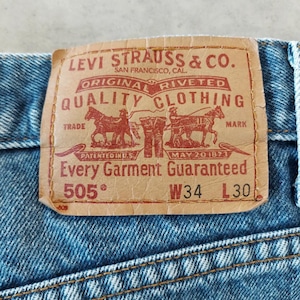 LEVI STRAUSS & CO.
SAN FRANCISCO, CAL.
ORIGINAL RIVETED
QUALITY CLOTHING
TRADE MARK
PATENTED IN U.S. MAY 20 1873
Every Garment Guaranteed
505® W34 L30